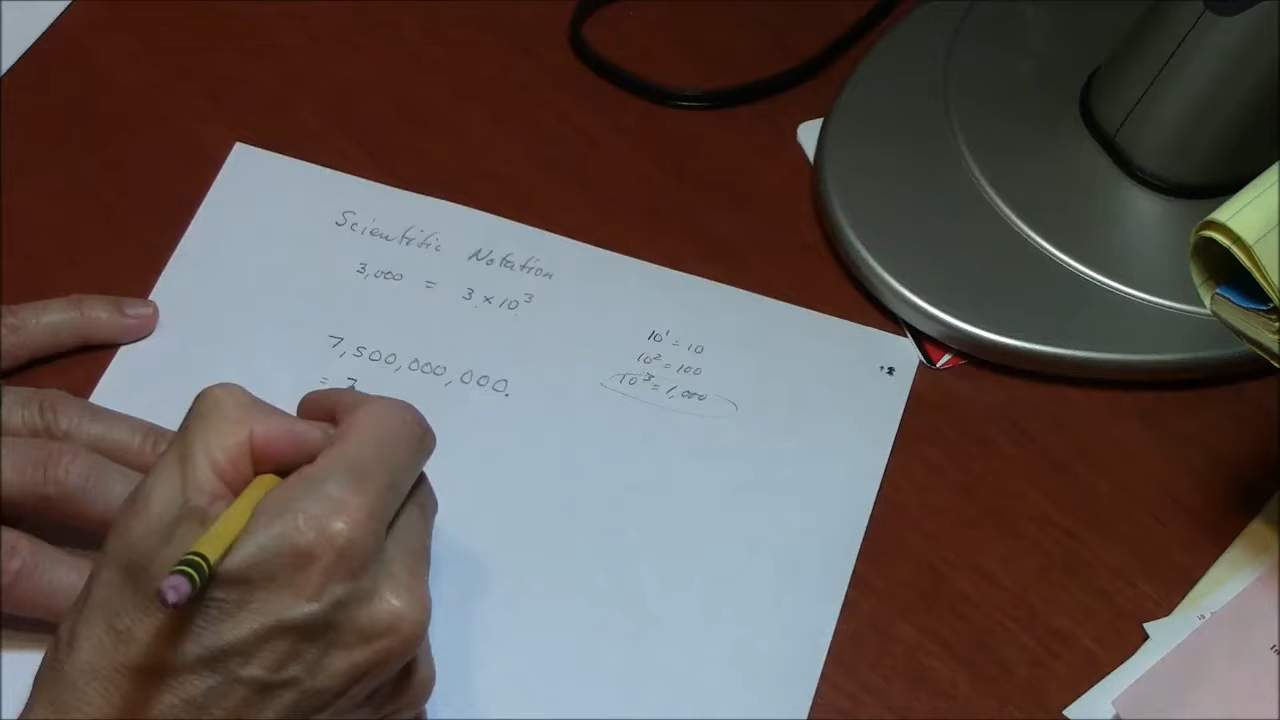 Scientific Notation
3,000 = 3 × 10³
7,500,000,000.
= 7
10¹ = 10
10² = 100
10³ = 1,000